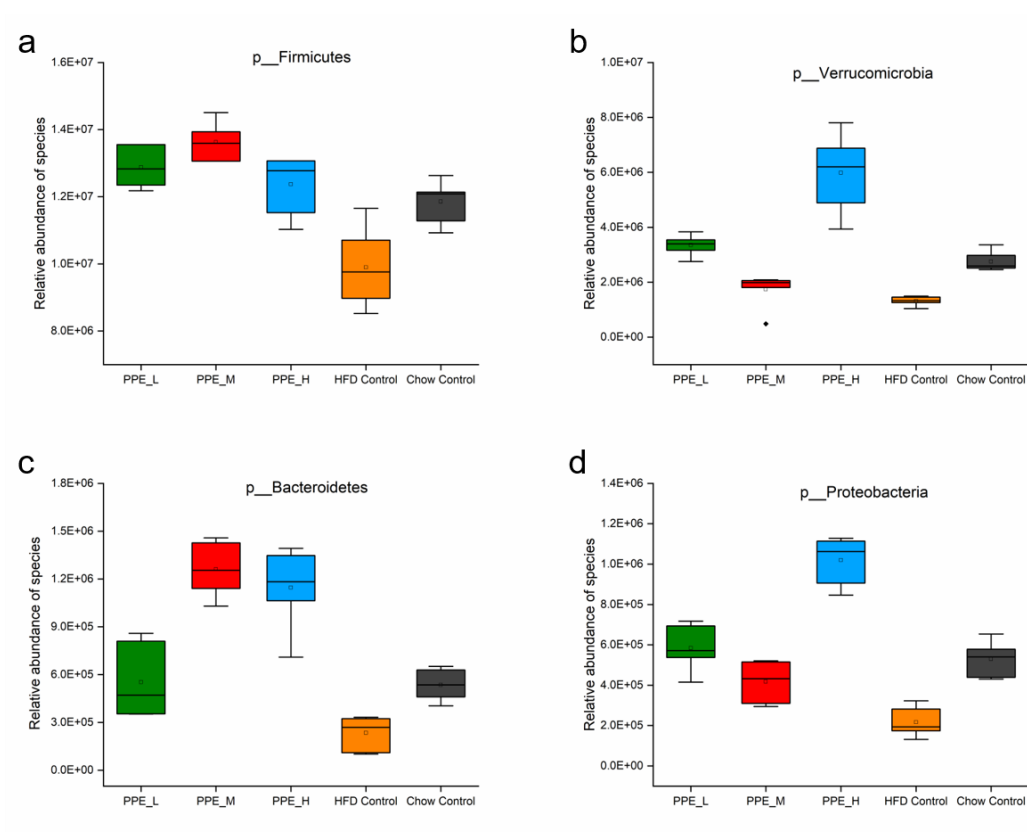 a
p__Firmicutes
Relative abundance of species
1.6E+07
1.4E+07
1.2E+07
1.0E+07
8.0E+06
PPE_L PPE_M PPE_H HFD Control Chow Control
b
p__Verrucomicrobia
Relative abundance of species
1.0E+07
8.0E+06
6.0E+06
4.0E+06
2.0E+06
0.0E+00
PPE_L PPE_M PPE_H HFD Control Chow Control
c
p__Bacteroidetes
Relative abundance of species
1.8E+06
1.5E+06
1.2E+06
9.0E+05
6.0E+05
3.0E+05
0.0E+00
PPE_L PPE_M PPE_H HFD Control Chow Control
d
p__Proteobacteria
Relative abundance of species
1.4E+06
1.2E+06
1.0E+06
8.0E+05
6.0E+05
4.0E+05
2.0E+05
0.0E+00
PPE_L PPE_M PPE_H HFD Control Chow Control